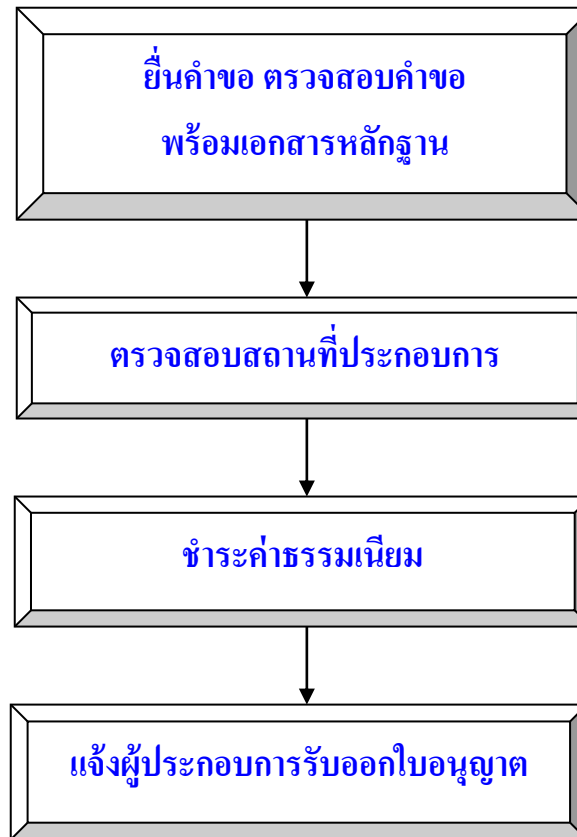 ยื่นคำขอ ตรวจสอบคำขอ
พร้อมเอกสารหลักฐาน
ตรวจสอบสถานที่ประกอบการ
ชำระค่าธรรมเนียม
แจ้งผู้ประกอบการรับออกใบอนุญาต